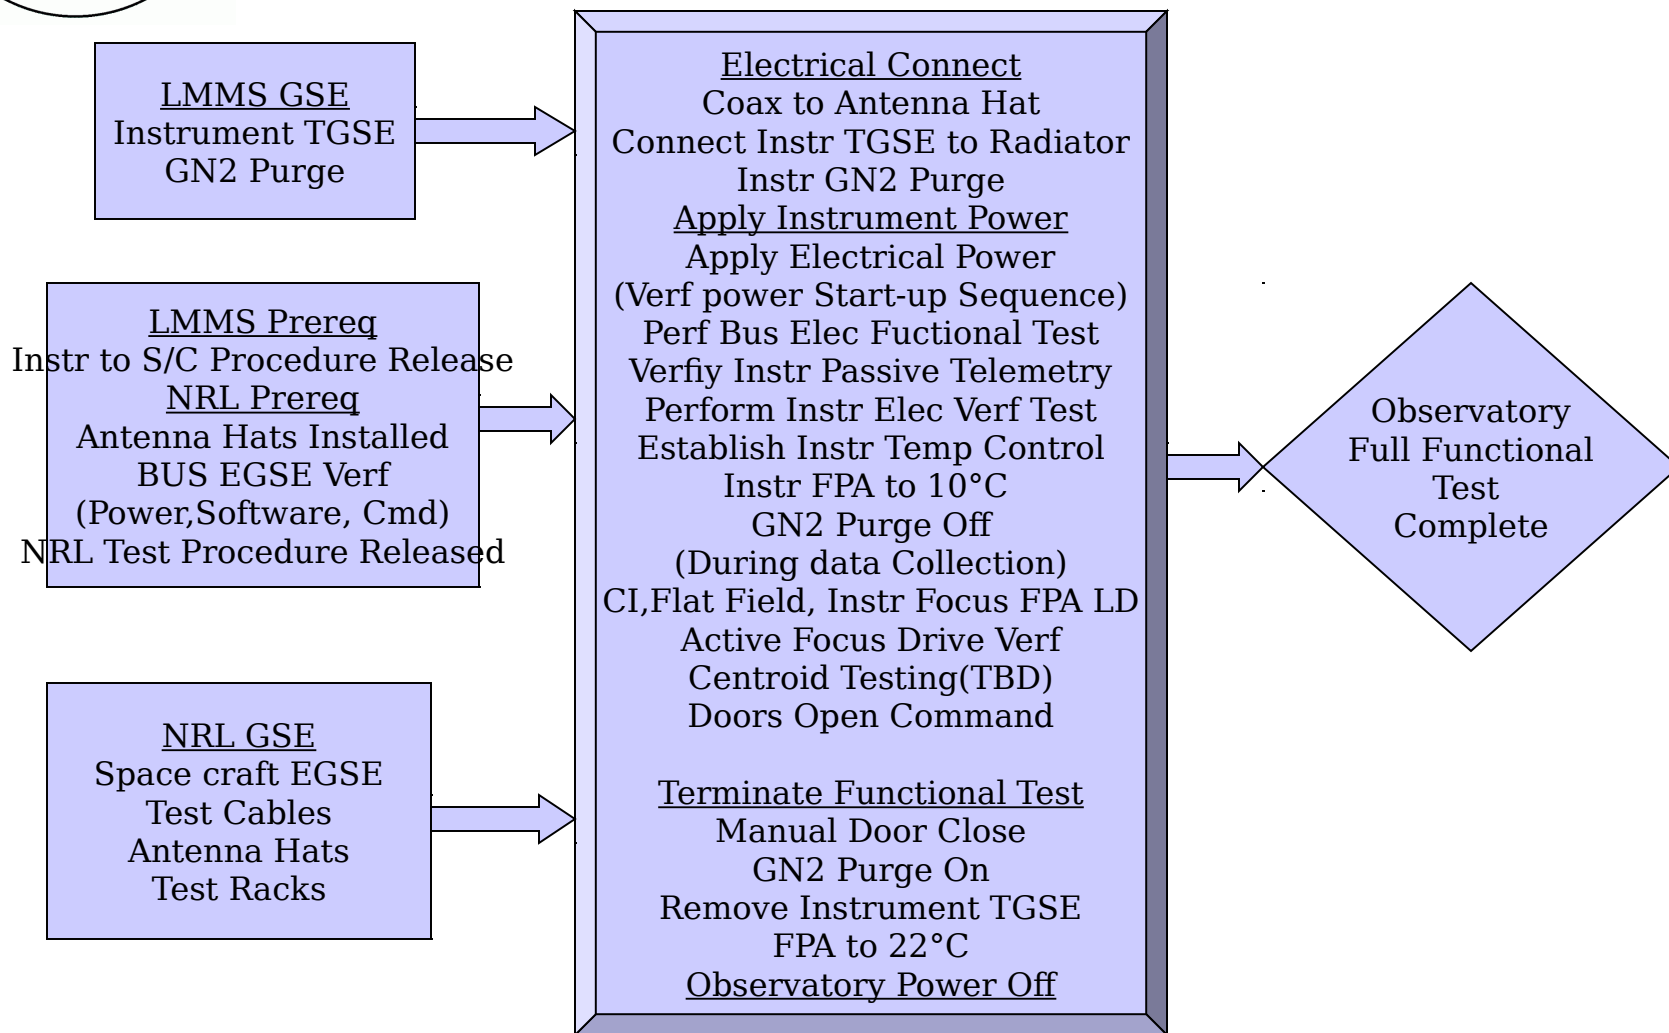 LMMS GSE
Instrument TGSE
GN2 Purge
LMMS Prereq
Instr to S/C Procedure Release
NRL Prereq
Antenna Hats Installed
BUS EGSE Verf
(Power,Software, Cmd)
NRL Test Procedure Released
NRL GSE
Space craft EGSE
Test Cables
Antenna Hats
Test Racks
Electrical Connect
Coax to Antenna Hat
Connect Instr TGSE to Radiator
Instr GN2 Purge
Apply Instrument Power
Apply Electrical Power
(Verf power Start-up Sequence)
Perf Bus Elec Fuctional Test
Verfiy Instr Passive Telemetry
Perform Instr Elec Verf Test
Establish Instr Temp Control
Instr FPA to 10°C
GN2 Purge Off
(During data Collection)
CI,Flat Field, Instr Focus FPA LD
Active Focus Drive Verf
Centroid Testing(TBD)
Doors Open Command
Terminate Functional Test
Manual Door Close
GN2 Purge On
Remove Instrument TGSE
FPA to 22°C
Observatory Power Off
Observatory
Full Functional
Test
Complete